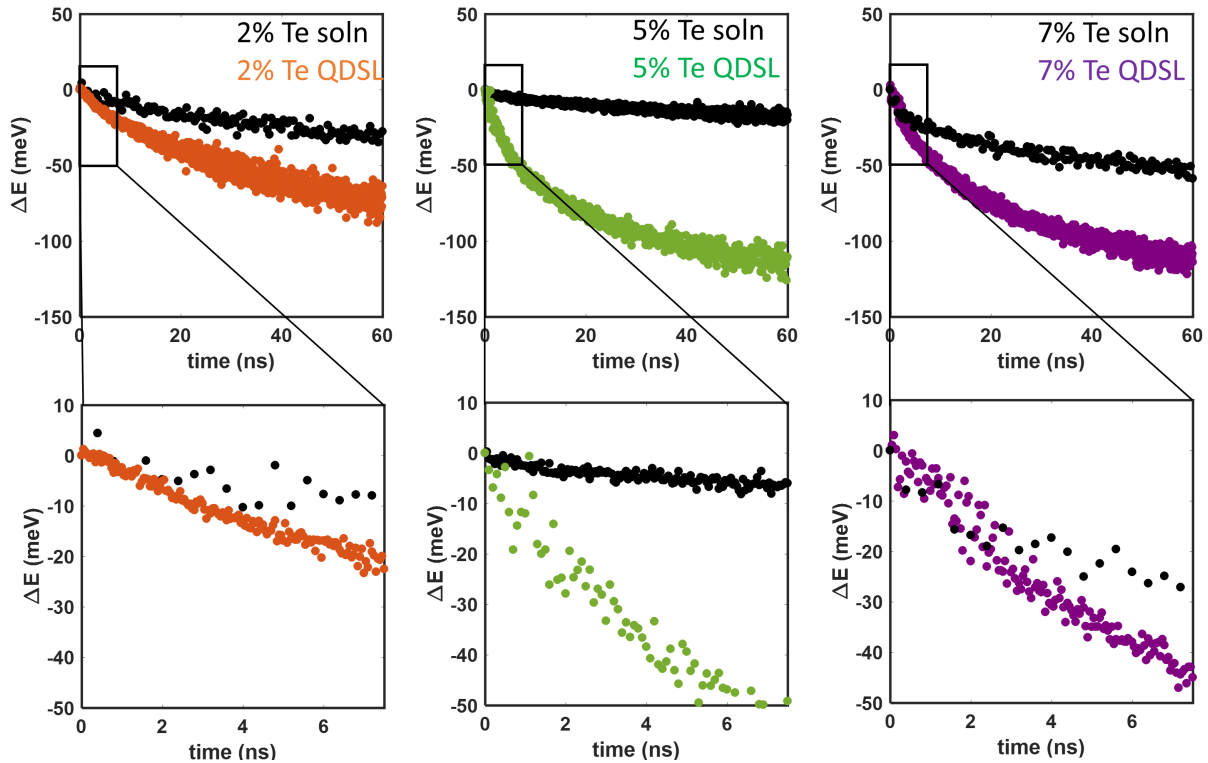 2% Te soln
2% Te QDSL
50
0
-50
-100
-150
ΔE (meV)
0 20 40 60
time (ns)
5% Te soln
5% Te QDSL
50
0
-50
-100
-150
ΔE (meV)
0 20 40 60
time (ns)
7% Te soln
7% Te QDSL
50
0
-50
-100
-150
ΔE (meV)
0 20 40 60
time (ns)
10
0
-10
-20
-30
-40
-50
ΔE (meV)
0 2 4 6
time (ns)
10
0
-10
-20
-30
-40
-50
ΔE (meV)
0 2 4 6
time (ns)
10
0
-10
-20
-30
-40
-50
ΔE (meV)
0 2 4 6
time (ns)